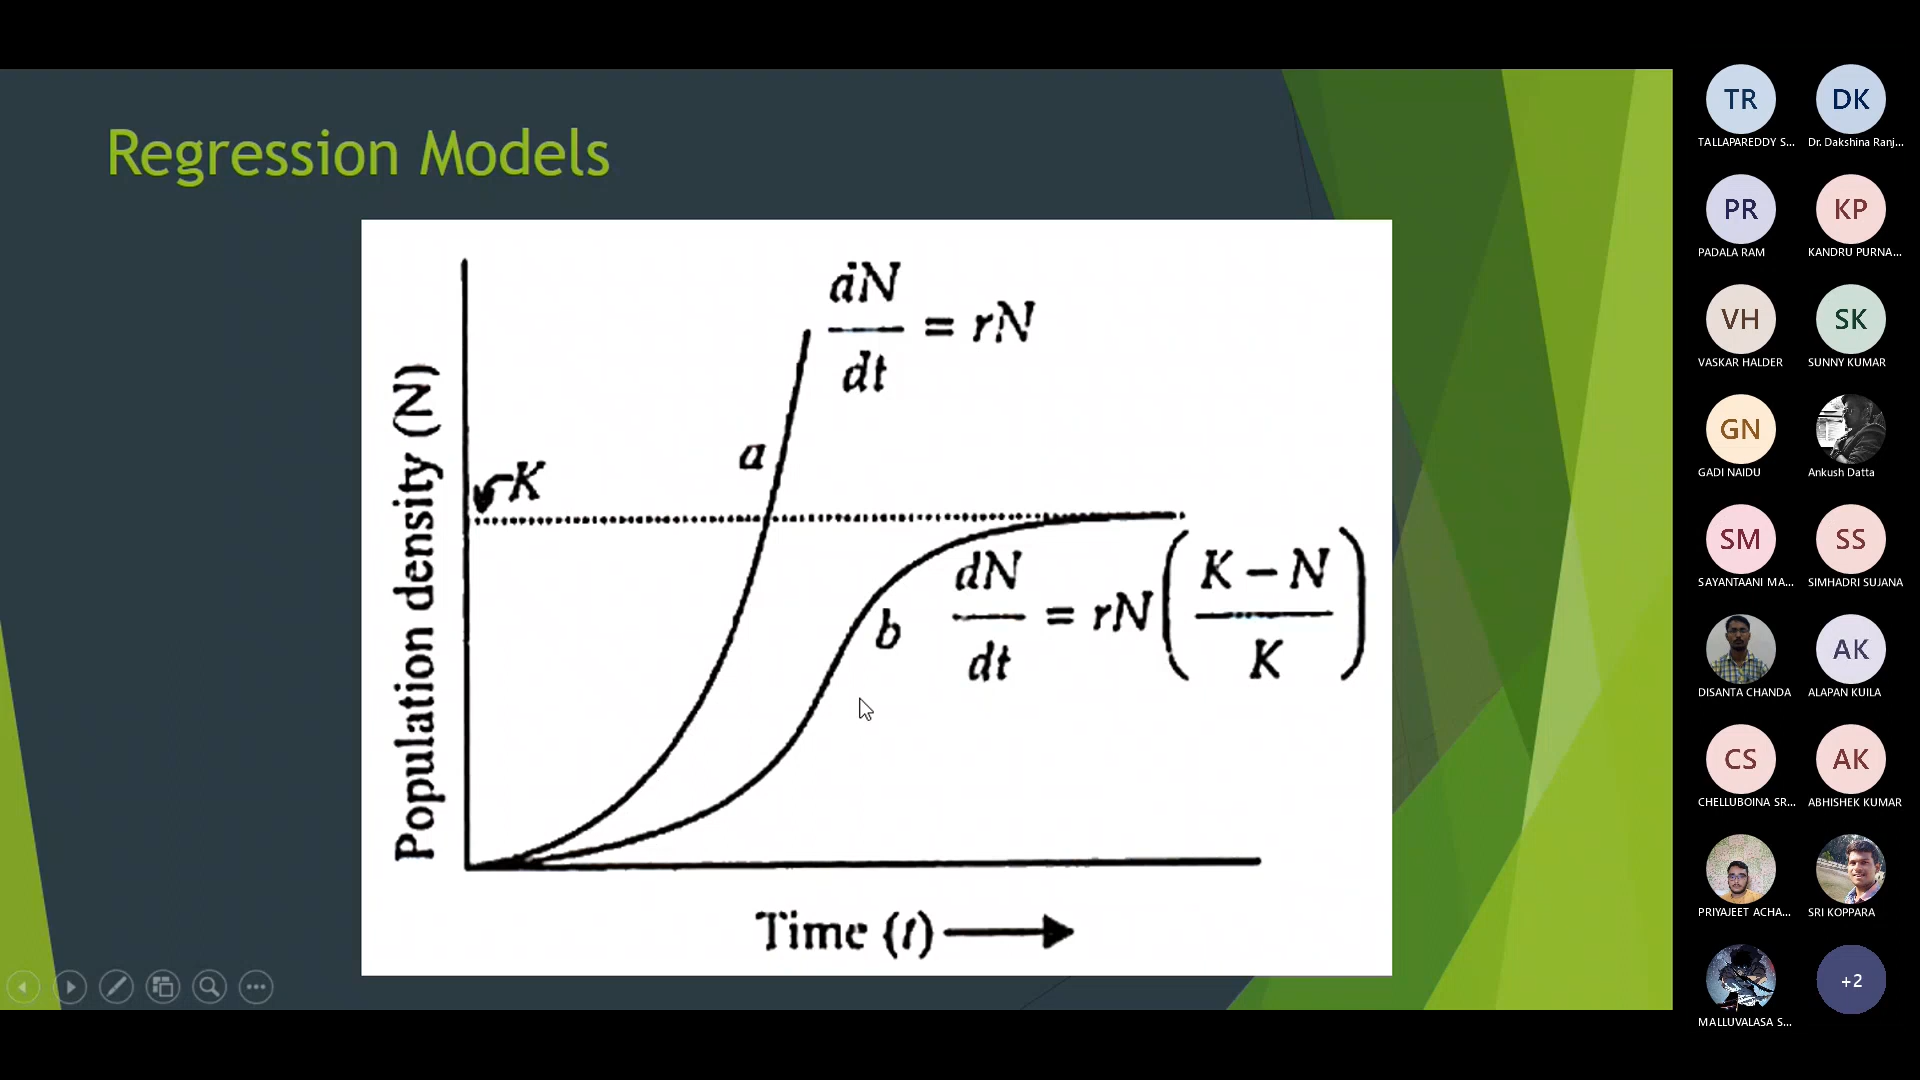 Regression Models
dN/dt = rN
a
K
Population density (N)
b
dN/dt = rN(K – N/K)
Time (t)
TR
TALLAPAREDDY S...
DK
Dr. Dakshina Ranj...
PR
PADALA RAM
KP
KANDRU PURNA...
VH
VASKAR HALDER
SK
SUNNY KUMAR
GN
GADI NAIDU
Ankush Datta
SM
SAYANTAANI MA...
SS
SIMHADRI SUJANA
DISANTA CHANDA
AK
ALAPAN KUILA
CS
CHELLUBOINA SR...
AK
ABHISHEK KUMAR
PRIYAJEET ACHA...
SRI KOPPARA
MALLUVALASA S...
+2